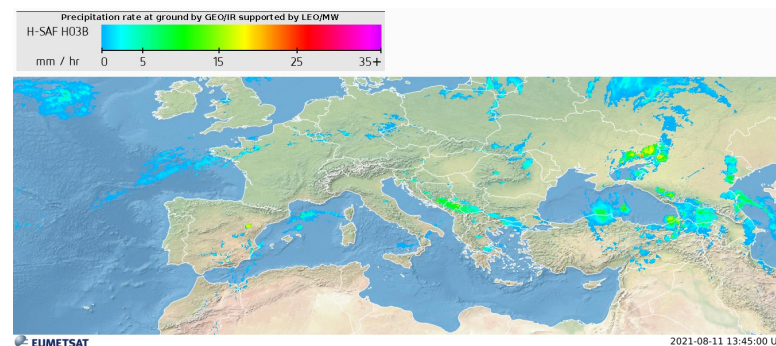 Precipitation rate at ground by GEO/IR supported by LEO/MW
H-SAF H03B
mm / hr 0 5 15 25 35+
EUMETSAT 2021-08-11 13:45:00 U